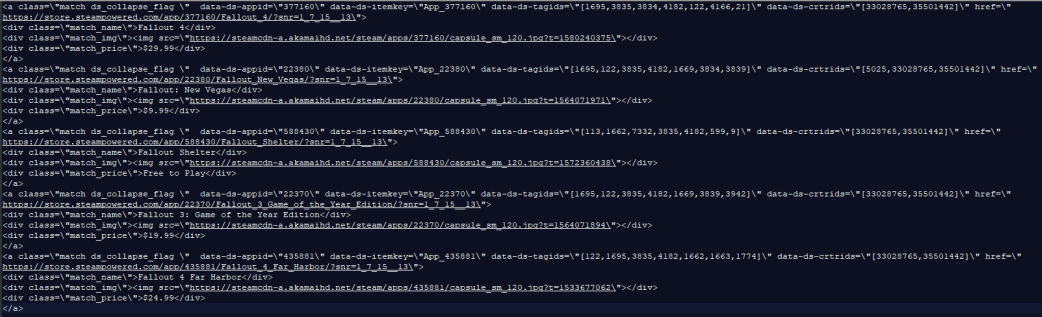 <a class=\"match ds_collapse_flag \"  data-ds-appid=\"377160\" data-ds-itemkey=\"App_377160\" data-ds-tagids=\"[1695,3835,3834,4182,122,4166,21]\" data-ds-crtrids=\"[33028765,35501442]\" href=\"
https://store.steampowered.com/app/377160/Fallout_4/?snr=1_7_15__13\">
<div class=\"match_name\">Fallout 4</div>
<div class=\"match_img\"><img src=\"https://steamcdn-a.akamaihd.net/steam/apps/377160/capsule_sm_120.jpg?t=1580240375\"></div>
<div class=\"match_price\">$29.99</div>
</a>
<a class=\"match ds_collapse_flag \"  data-ds-appid=\"22380\" data-ds-itemkey=\"App_22380\" data-ds-tagids=\"[1695,122,3835,4182,1669,3834,3839]\" data-ds-crtrids=\"[5025,33028765,35501442]\" href=\"
https://store.steampowered.com/app/22380/Fallout_New_Vegas/?snr=1_7_15__13\">
<div class=\"match_name\">Fallout: New Vegas</div>
<div class=\"match_img\"><img src=\"https://steamcdn-a.akamaihd.net/steam/apps/22380/capsule_sm_120.jpg?t=1564071971\"></div>
<div class=\"match_price\">$9.99</div>
</a>
<a class=\"match ds_collapse_flag \"  data-ds-appid=\"588430\" data-ds-itemkey=\"App_588430\" data-ds-tagids=\"[113,1662,7332,3835,4182,599,9]\" data-ds-crtrids=\"[33028765,35501442]\" href=\"
https://store.steampowered.com/app/588430/Fallout_Shelter/?snr=1_7_15__13\">
<div class=\"match_name\">Fallout Shelter</div>
<div class=\"match_img\"><img src=\"https://steamcdn-a.akamaihd.net/steam/apps/588430/capsule_sm_120.jpg?t=1572360438\"></div>
<div class=\"match_price\">Free to Play</div>
</a>
<a class=\"match ds_collapse_flag \"  data-ds-appid=\"22370\" data-ds-itemkey=\"App_22370\" data-ds-tagids=\"[1695,122,3835,4182,1669,3839,3942]\" data-ds-crtrids=\"[33028765,35501442]\" href=\"
https://store.steampowered.com/app/22370/Fallout_3_Game_of_the_Year_Edition/?snr=1_7_15__13\">
<div class=\"match_name\">Fallout 3: Game of the Year Edition</div>
<div class=\"match_img\"><img src=\"https://steamcdn-a.akamaihd.net/steam/apps/22370/capsule_sm_120.jpg?t=1564071894\"></div>
<div class=\"match_price\">$19.99</div>
</a>
<a class=\"match ds_collapse_flag \"  data-ds-appid=\"435881\" data-ds-itemkey=\"App_435881\" data-ds-tagids=\"[122,1695,3835,4182,1662,1663,1774]\" data-ds-crtrids=\"[33028765,35501442]\" href=\"
https://store.steampowered.com/app/435881/Fallout_4_Far_Harbor/?snr=1_7_15__13\">
<div class=\"match_name\">Fallout 4 Far Harbor</div>
<div class=\"match_img\"><img src=\"https://steamcdn-a.akamaihd.net/steam/apps/435881/capsule_sm_120.jpg?t=1533677062\"></div>
<div class=\"match_price\">$24.99</div>
</a>